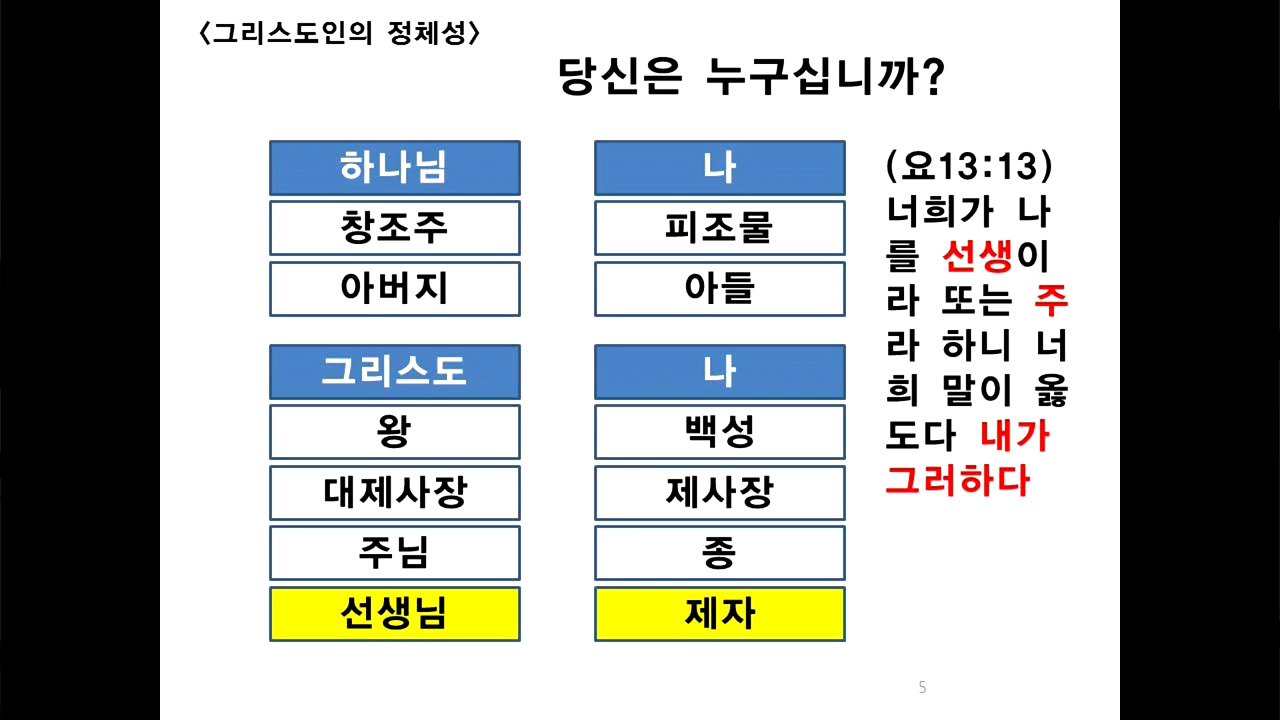 <그리스도인의 정체성>
당신은 누구십니까?
하나님 나
창조주 피조물
아버지 아들
그리스도 나
왕 백성
대제사장 제사장
주님 종
선생님 제자
(요13:13)
너희가 나
를 선생이
라 또는 주
라 하니 너
희 말이 옳
도다 내가
그러하다
5